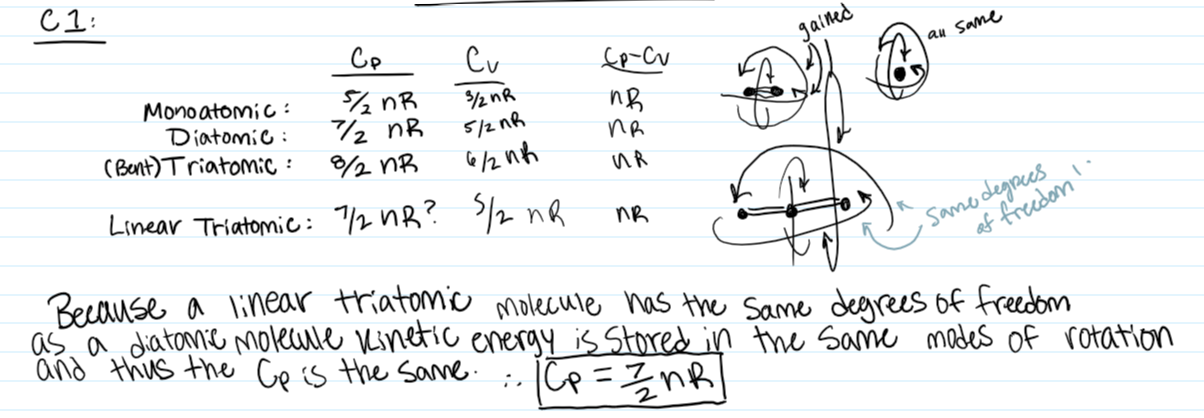 C1:
Cp Cv Cp-Cv
Monoatomic: 5/2 nR 3/2 nR nR
Diatomic: 7/2 nR 5/2 nR nR
(Bent) Triatomic: 8/2 nR 6/2 nR nR
Linear Triatomic: 7/2 nR? 5/2 nR nR
gained
all same
Same degrees
of freedom!
Because a linear triatomic molecule has the same degrees of freedom
as a diatomic molecule kinetic energy is stored in the same modes of rotation
and thus the Cp is the same. ∴ Cp = 7/2 nR